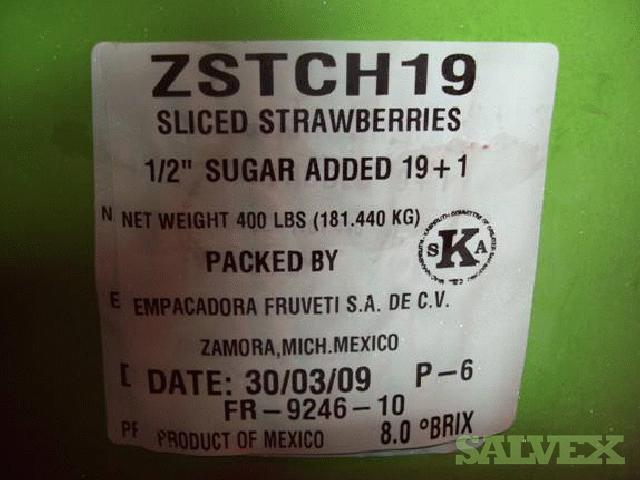 ZSTCH19
SLICED STRAWBERRIES
1/2" SUGAR ADDED 19+1
N NET WEIGHT 400 LBS (181.440 KG)
S K A
PACKED BY
E EMPACADORA FRUVETI S.A. DE C.V.
ZAMORA, MICH. MEXICO
DATE: 30/03/09 P-6
FR-9246-10
PRODUCT OF MEXICO 8.0 ºBRIX
SALVEX